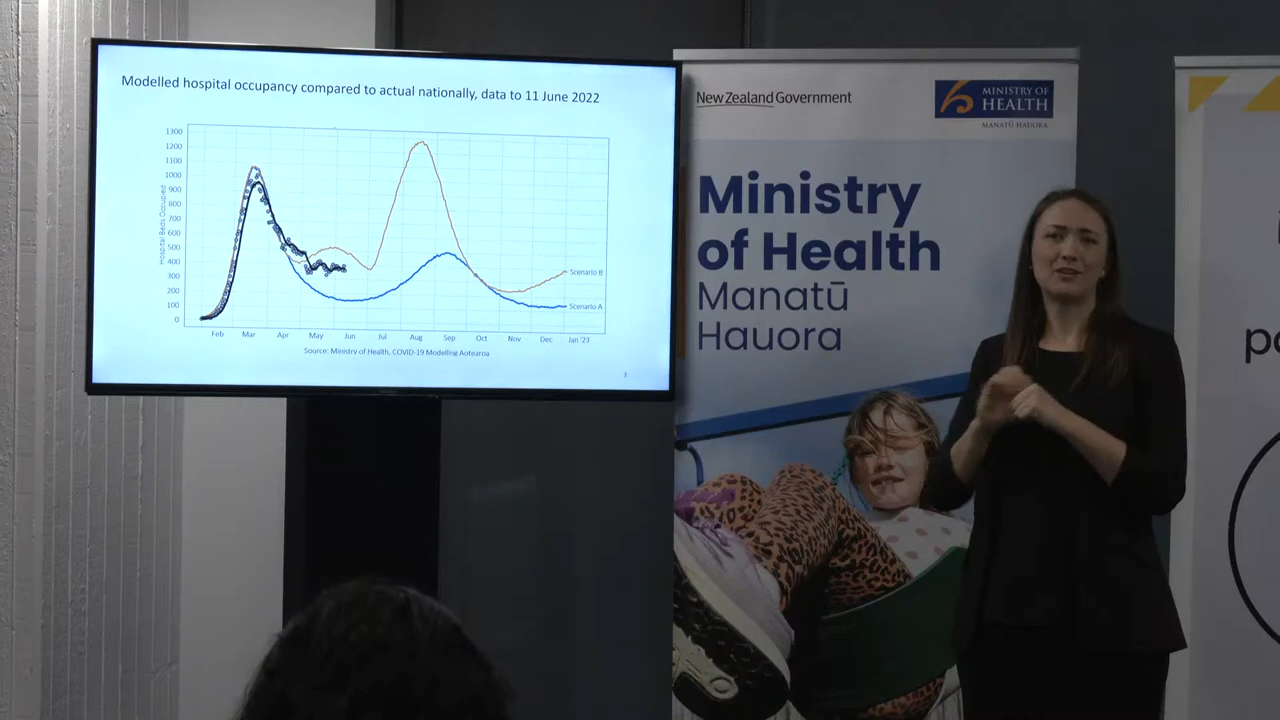 Modelled hospital occupancy compared to actual nationally, data to 11 June 2022
Hospital Beds Occupied
1300
1200
1100
1000
900
800
700
600
500
400
300
200
100
0
Scenario B
Scenario A
Feb Mar Apr May Jun Jul Aug Sep Oct Nov Dec Jan '23
Source: Ministry of Health, COVID-19 Modelling Aotearoa
3
New Zealand Government
MINISTRY OF
HEALTH
MANATŪ HAUORA
Ministry
of Health
Manatū
Hauora